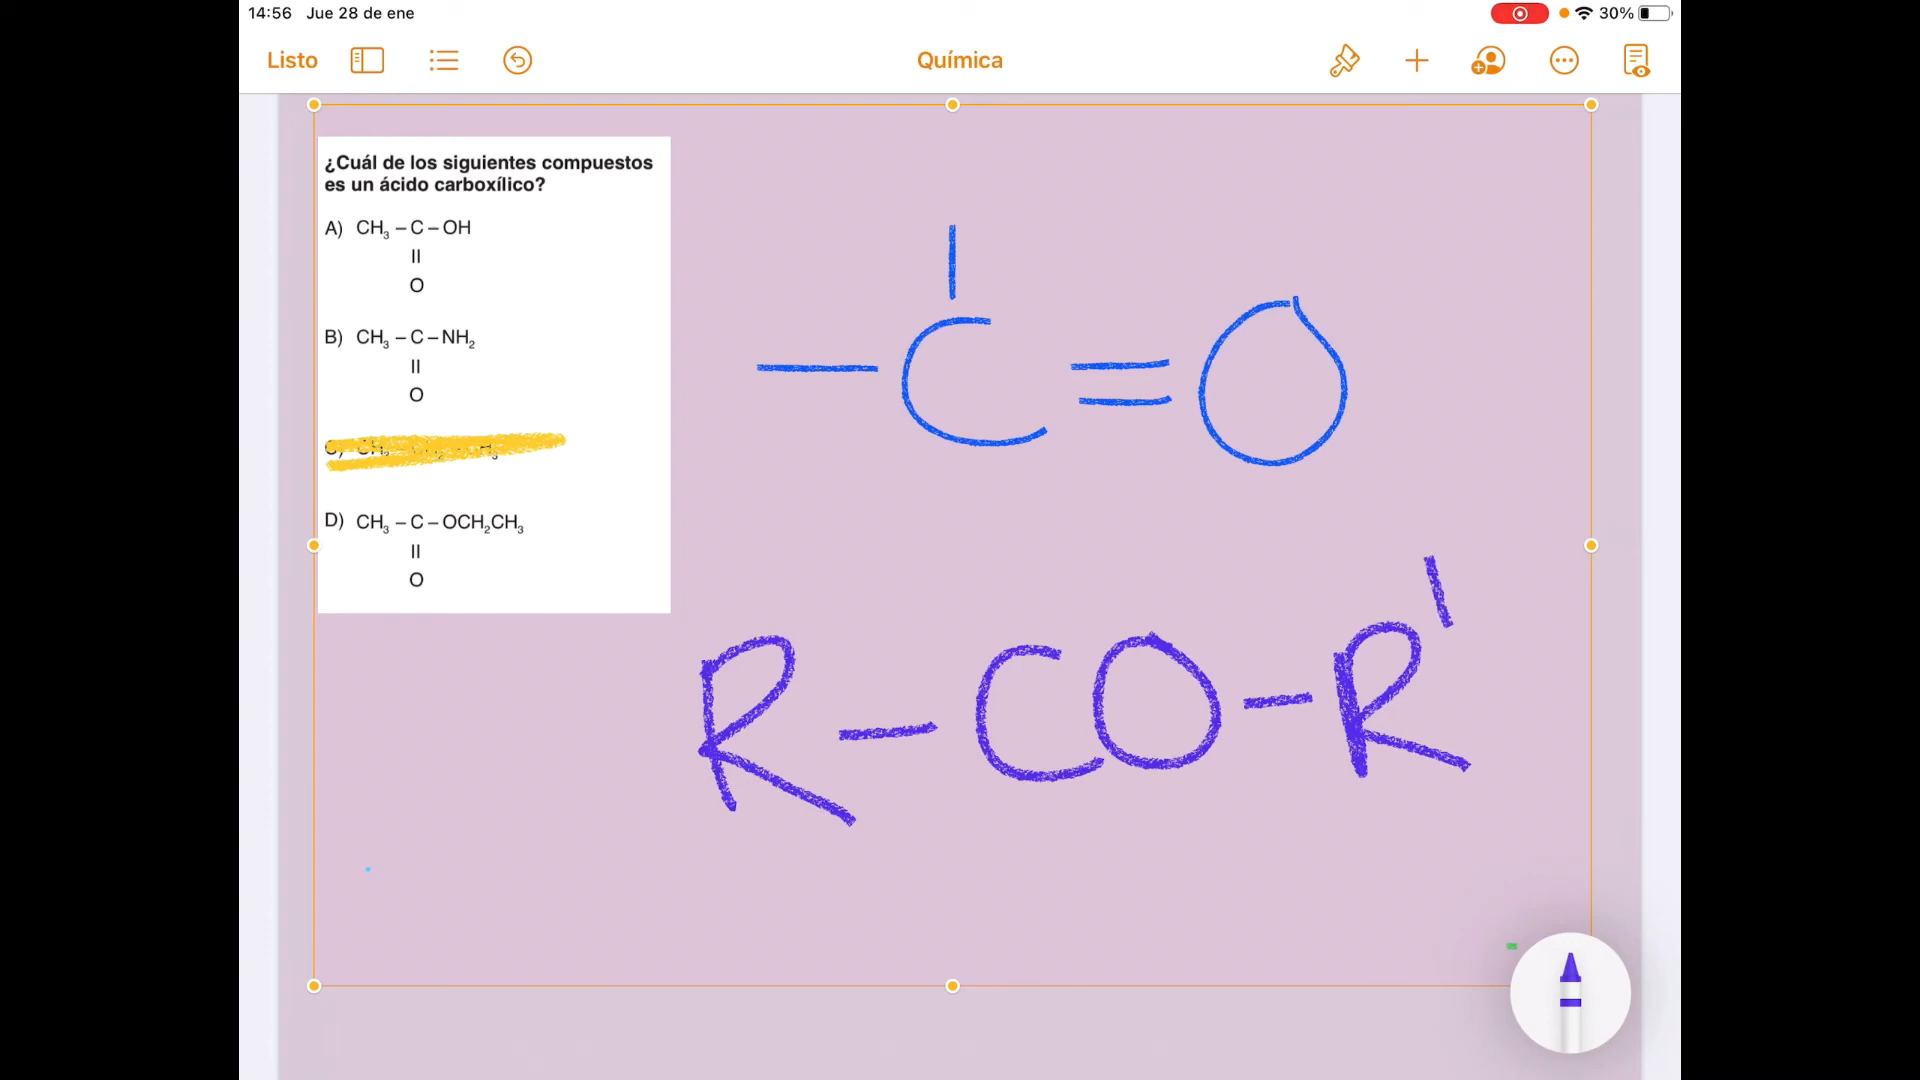 14:56 Jue 28 de ene
30%
Listo
Química
¿Cuál de los siguientes compuestos
es un ácido carboxílico?
A) CH₃ – C – OH
||
O
B) CH₃ – C – NH₂
||
O
D) CH₃ – C – OCH₂CH₃
||
O
– C = O
R – CO – R'